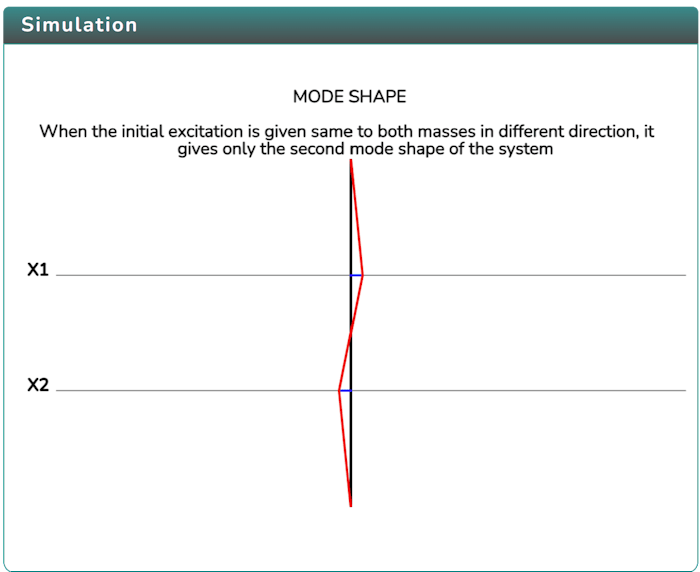 Simulation
MODE SHAPE
When the initial excitation is given same to both masses in different direction, it
gives only the second mode shape of the system
X1
X2